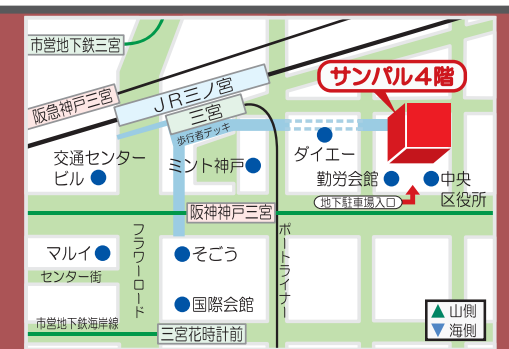 市営地下鉄三宮
サンパル4階
阪急神戸三宮
JR三ノ宮
三宮
歩行者デッキ
交通センター
ビル
ミント神戸
ダイエー
勤労会館
中央
区役所
地下駐車場入口
阪神神戸三宮
マルイ
センター街
フラワーロード
そごう
ポートライナー
国際会館
市営地下鉄海岸線
三宮花時計前
山側
海側